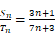 Sₙ/Tₙ = 3n+1/7n+3